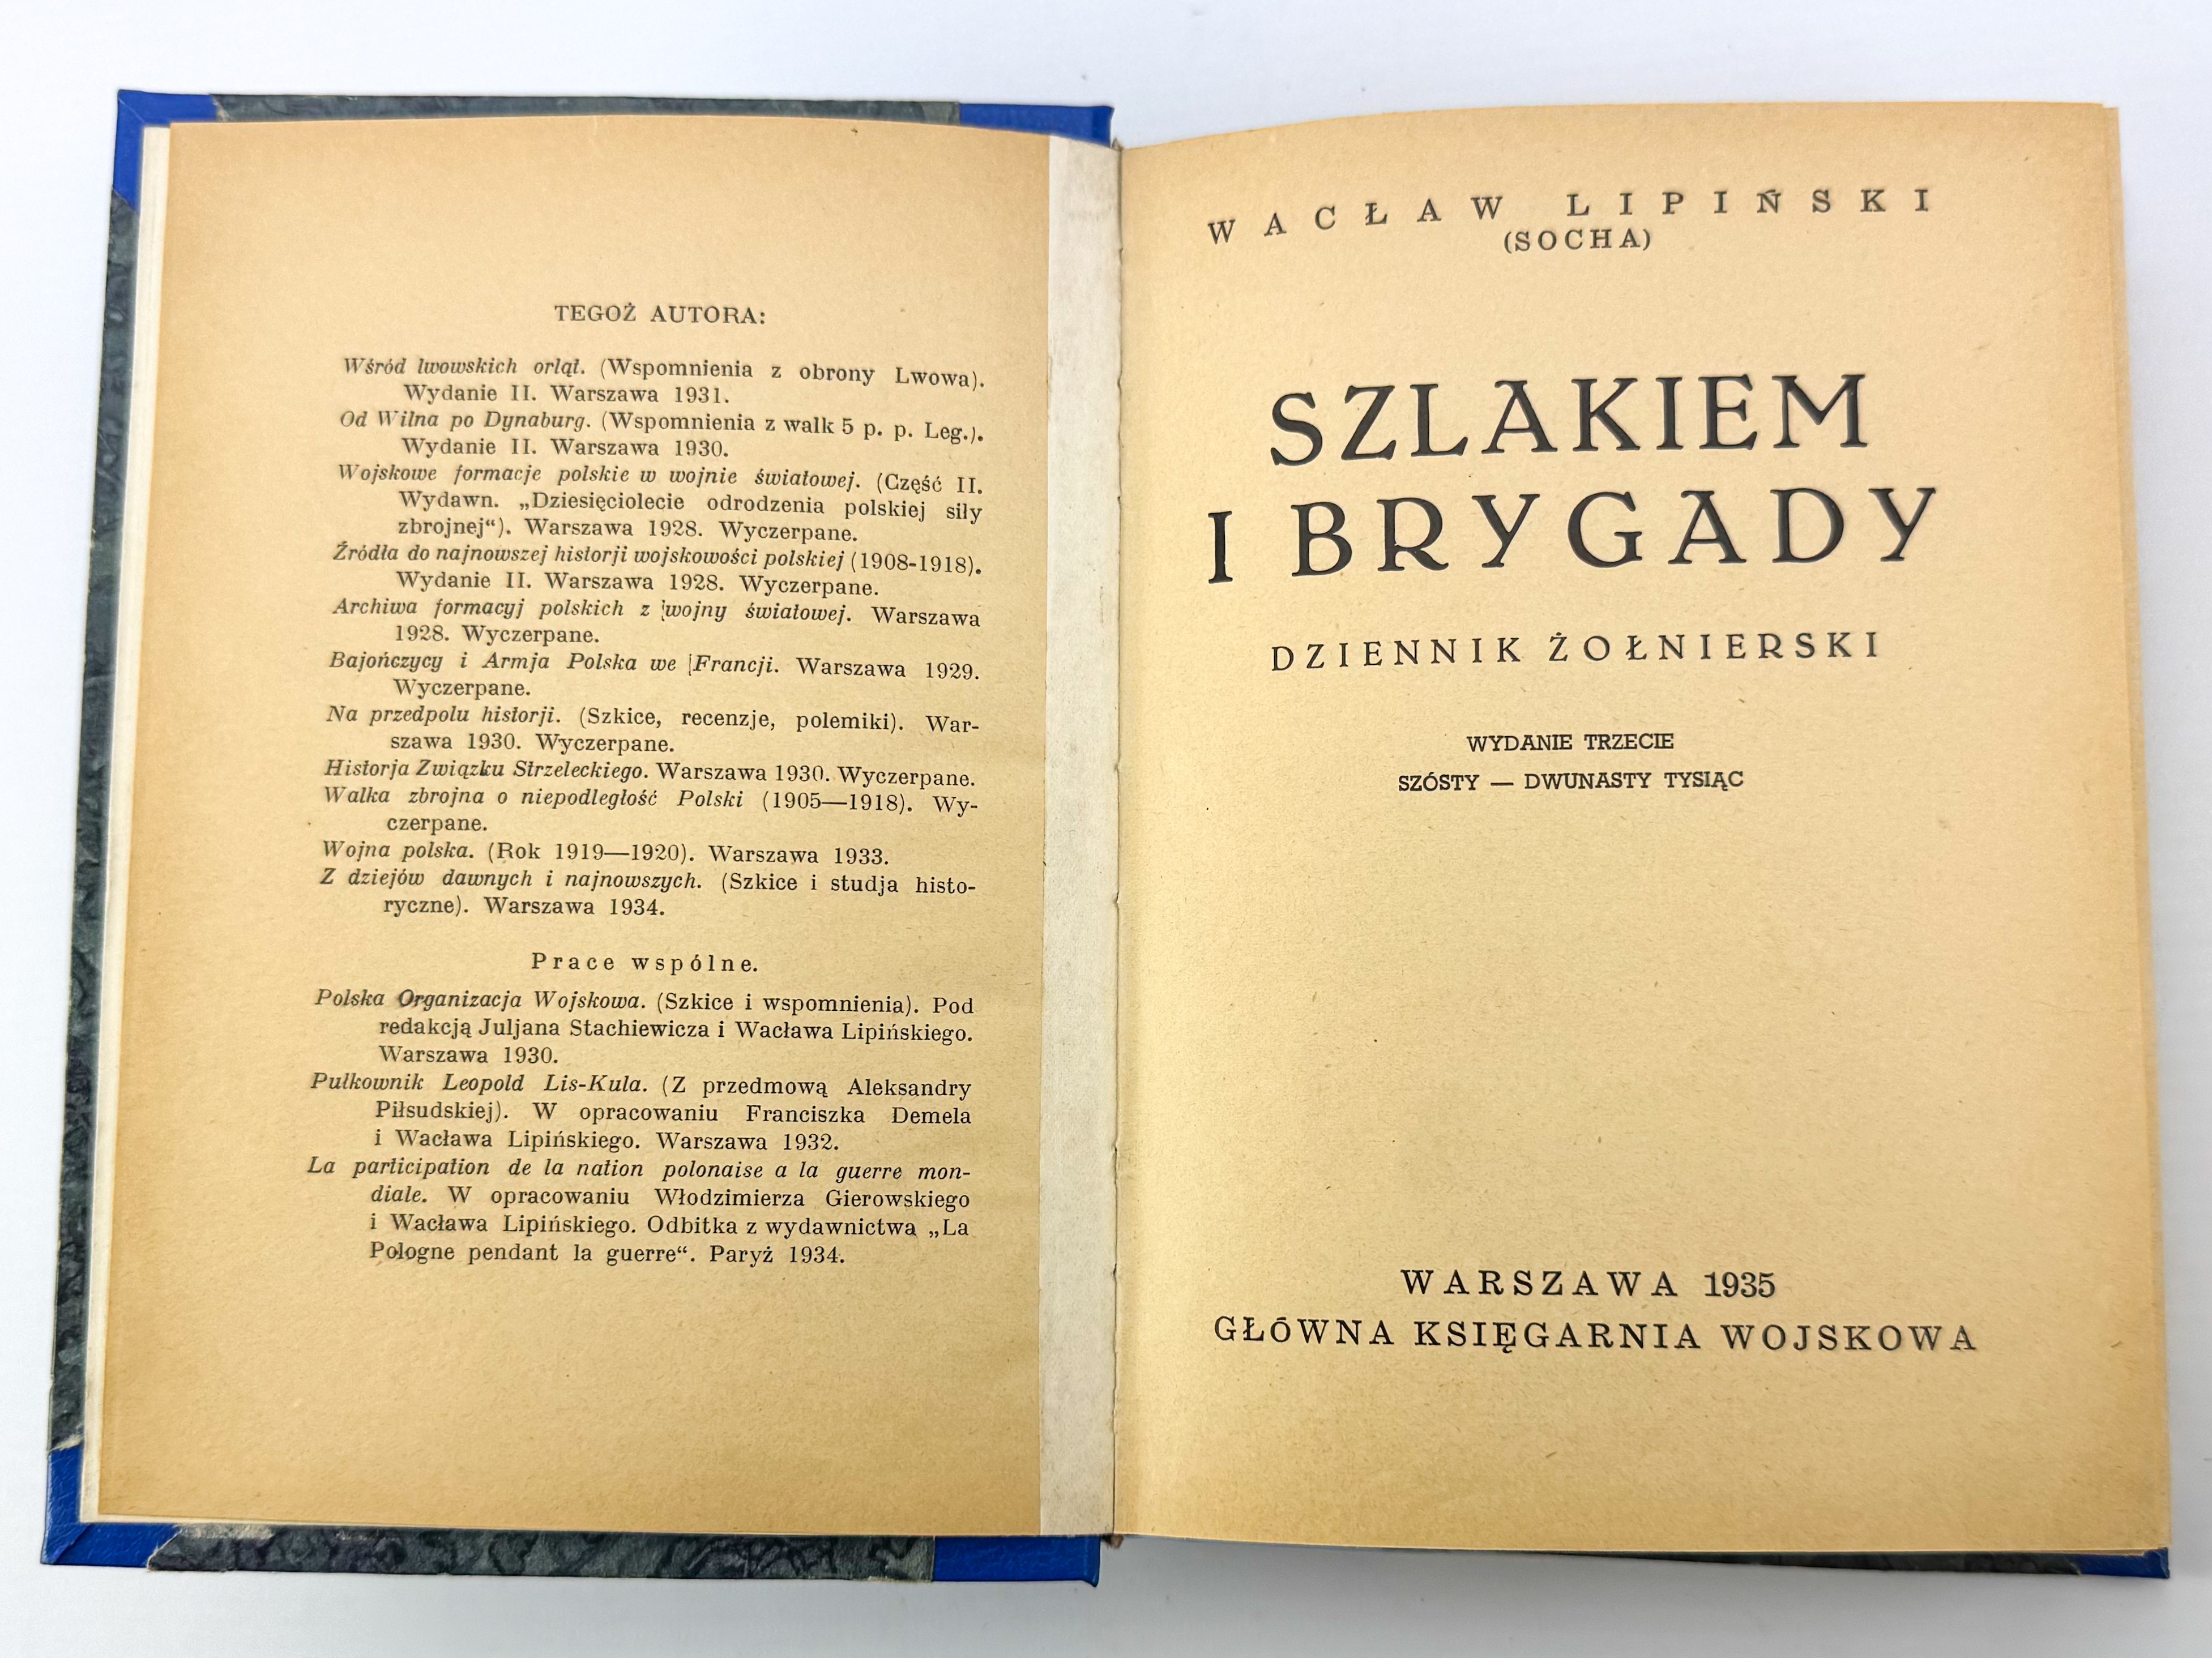 TEGOŻ AUTORA:
Wśród lwowskich orląt. (Wspomnienia z obrony Lwowa).
Wydanie II. Warszawa 1931.
Od Wilna po Dynaburg. (Wspomnienia z walk 5 p. p. Leg.).
Wydanie II. Warszawa 1930.
Wojskowe formacje polskie w wojnie światowej. (Część II.
Wydawn. „Dziesięciolecie odrodzenia polskiej siły
zbrojnej“). Warszawa 1928. Wyczerpane.
Źródła do najnowszej historji wojskowości polskiej (1908-1918).
Wydanie II. Warszawa 1928. Wyczerpane.
Archiwa formacyj polskich z wojny światowej. Warszawa
1928. Wyczerpane.
Bajończycy i Armja Polska we Francji. Warszawa 1929.
Wyczerpane.
Na przedpolu historji. (Szkice, recenzje, polemiki). War-
szawa 1930. Wyczerpane.
Historja Związku Strzeleckiego. Warszawa 1930. Wyczerpane.
Walka zbrojna o niepodległość Polski (1905—1918). Wy-
czerpane.
Wojna polska. (Rok 1919—1920). Warszawa 1933.
Z dziejów dawnych i najnowszych. (Szkice i studja histo-
ryczne). Warszawa 1934.
Prace wspólne.
Polska Organizacja Wojskowa. (Szkice i wspomnienia). Pod
redakcją Juljana Stachiewicza i Wacława Lipińskiego.
Warszawa 1930.
Pułkownik Leopold Lis-Kula. (Z przedmową Aleksandry
Piłsudskiej). W opracowaniu Franciszka Demela
i Wacława Lipińskiego. Warszawa 1932.
La participation de la nation polonaise a la guerre mon-
diale. W opracowaniu Włodzimierza Gierowskiego
i Wacława Lipińskiego. Odbitka z wydawnictwa „La
Pologne pendant la guerre“. Paryż 1934.
WACŁAW LIPIŃSKI
(SOCHA)
SZLAKIEM
I BRYGADY
DZIENNIK ŻOŁNIERSKI
WYDANIE TRZECIE
SZÓSTY — DWUNASTY TYSIĄC
WARSZAWA 1935
GŁÓWNA KSIĘGARNIA WOJSKOWA